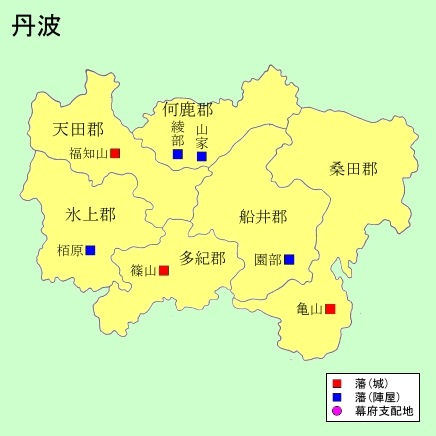 丹波
何鹿郡
天田郡
綾部
山家
福知山
桑田郡
氷上郡
船井郡
栢原
多紀郡
園部
篠山
亀山
藩(城)
藩(陣屋)
幕府支配地